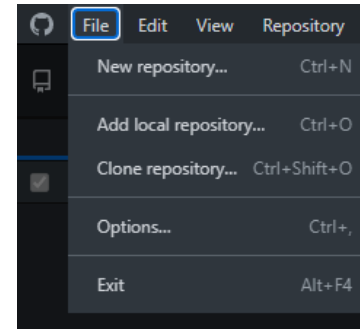 File Edit View Repository
New repository... Ctrl+N
Add local repository... Ctrl+O
Clone repository... Ctrl+Shift+O
Options... Ctrl+,
Exit Alt+F4